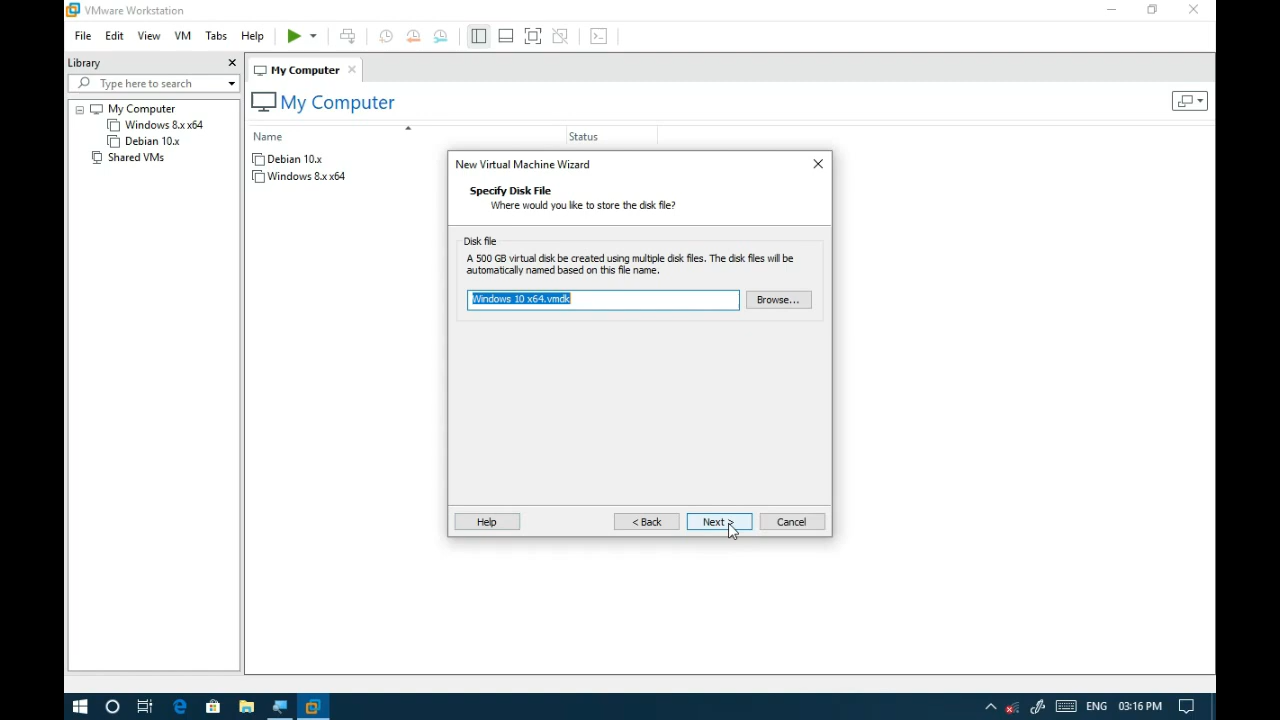 VMware Workstation
File Edit View VM Tabs Help
Library
Type here to search
My Computer
Windows 8.x x64
Debian 10.x
Shared VMs
My Computer
My Computer
Name Status
Debian 10.x
Windows 8.x x64
New Virtual Machine Wizard
Specify Disk File
Where would you like to store the disk file?
Disk file
A 500 GB virtual disk be created using multiple disk files. The disk files will be
automatically named based on this file name.
Windows 10 x64.vmdk
Browse...
Help < Back Next > Cancel
ENG 03:16 PM